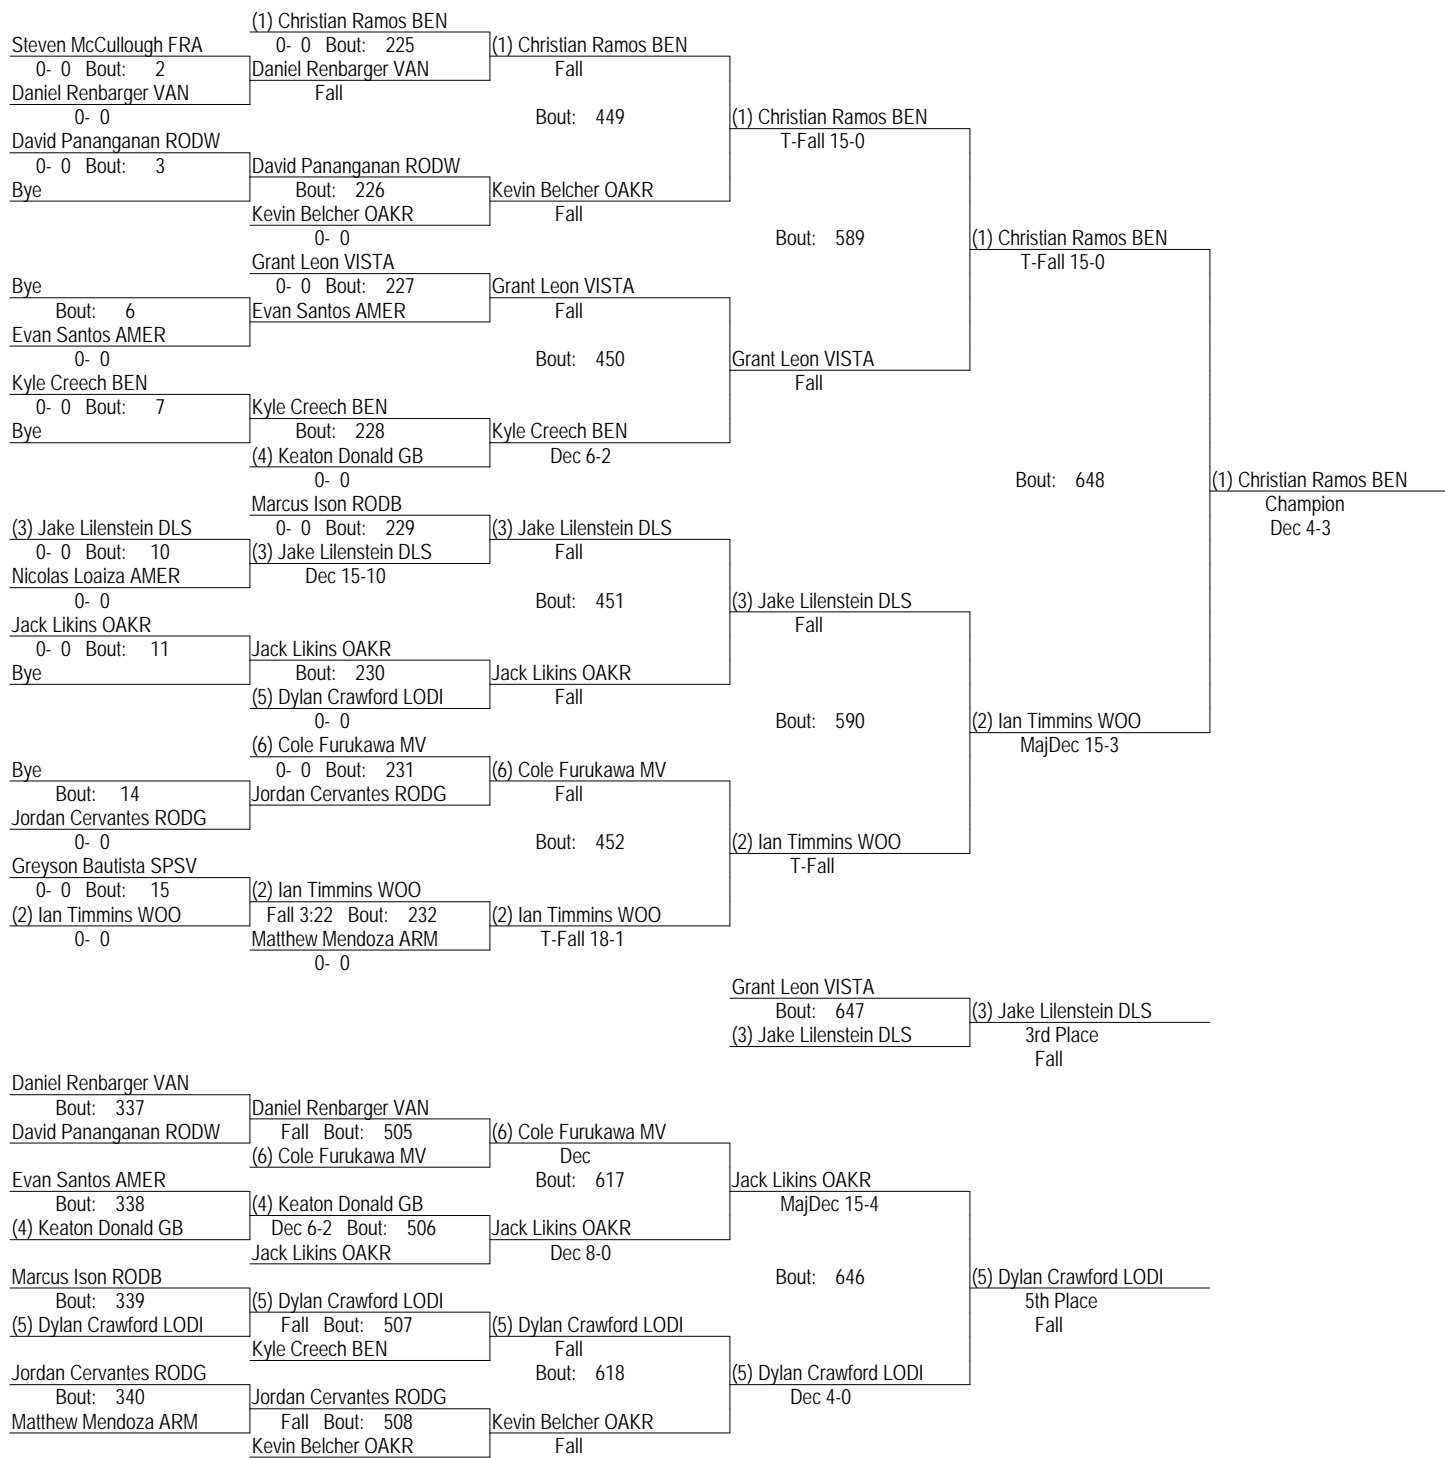 (1) Christian Ramos BEN
Steven McCullough FRA
0- 0 Bout: 225
(1) Christian Ramos BEN
0- 0 Bout: 2
Daniel Renbarger VAN
Fall
Daniel Renbarger VAN
Fall
0- 0
Bout: 449
(1) Christian Ramos BEN
David Pananganan RODW
T-Fall 15-0
0- 0 Bout: 3
David Pananganan RODW
Bye
Bout: 226
Kevin Belcher OAKR
Kevin Belcher OAKR
Fall
0- 0
Bout: 589
(1) Christian Ramos BEN
Grant Leon VISTA
T-Fall 15-0
Bye
0- 0 Bout: 227
Grant Leon VISTA
Bout: 6
Evan Santos AMER
Fall
Evan Santos AMER
0- 0
Bout: 450
Grant Leon VISTA
Kyle Creech BEN
Fall
0- 0 Bout: 7
Kyle Creech BEN
Bye
Bout: 228
Kyle Creech BEN
(4) Keaton Donald GB
Dec 6-2
0- 0
Bout: 648
(1) Christian Ramos BEN
Marcus Ison RODB
Champion
(3) Jake Lilenstein DLS
0- 0 Bout: 229
(3) Jake Lilenstein DLS
Dec 4-3
0- 0 Bout: 10
(3) Jake Lilenstein DLS
Fall
Nicolas Loaiza AMER
Dec 15-10
0- 0
Bout: 451
(3) Jake Lilenstein DLS
Jack Likins OAKR
Fall
0- 0 Bout: 11
Jack Likins OAKR
Bye
Bout: 230
Jack Likins OAKR
(5) Dylan Crawford LODI
Fall
0- 0
Bout: 590
(2) Ian Timmins WOO
(6) Cole Furukawa MV
MajDec 15-3
Bye
0- 0 Bout: 231
(6) Cole Furukawa MV
Bout: 14
Jordan Cervantes RODG
Fall
Jordan Cervantes RODG
0- 0
Bout: 452
(2) Ian Timmins WOO
Greyson Bautista SPSV
T-Fall
0- 0 Bout: 15
(2) Ian Timmins WOO
(2) Ian Timmins WOO
Fall 3:22 Bout: 232
(2) Ian Timmins WOO
0- 0
Matthew Mendoza ARM
T-Fall 18-1
0- 0
Grant Leon VISTA
Bout: 647
(3) Jake Lilenstein DLS
(3) Jake Lilenstein DLS
3rd Place
Fall
Daniel Renbarger VAN
Bout: 337
Daniel Renbarger VAN
David Pananganan RODW
Fall Bout: 505
(6) Cole Furukawa MV
(6) Cole Furukawa MV
Dec
Evan Santos AMER
Bout: 617
Jack Likins OAKR
Bout: 338
(4) Keaton Donald GB
MajDec 15-4
(4) Keaton Donald GB
Dec 6-2 Bout: 506
Jack Likins OAKR
Jack Likins OAKR
Dec 8-0
Marcus Ison RODB
Bout: 646
(5) Dylan Crawford LODI
Bout: 339
(5) Dylan Crawford LODI
5th Place
(5) Dylan Crawford LODI
Fall Bout: 507
(5) Dylan Crawford LODI
Fall
Kyle Creech BEN
Fall
Jordan Cervantes RODG
Bout: 618
(5) Dylan Crawford LODI
Bout: 340
Jordan Cervantes RODG
Dec 4-0
Matthew Mendoza ARM
Fall Bout: 508
Kevin Belcher OAKR
Kevin Belcher OAKR
Fall